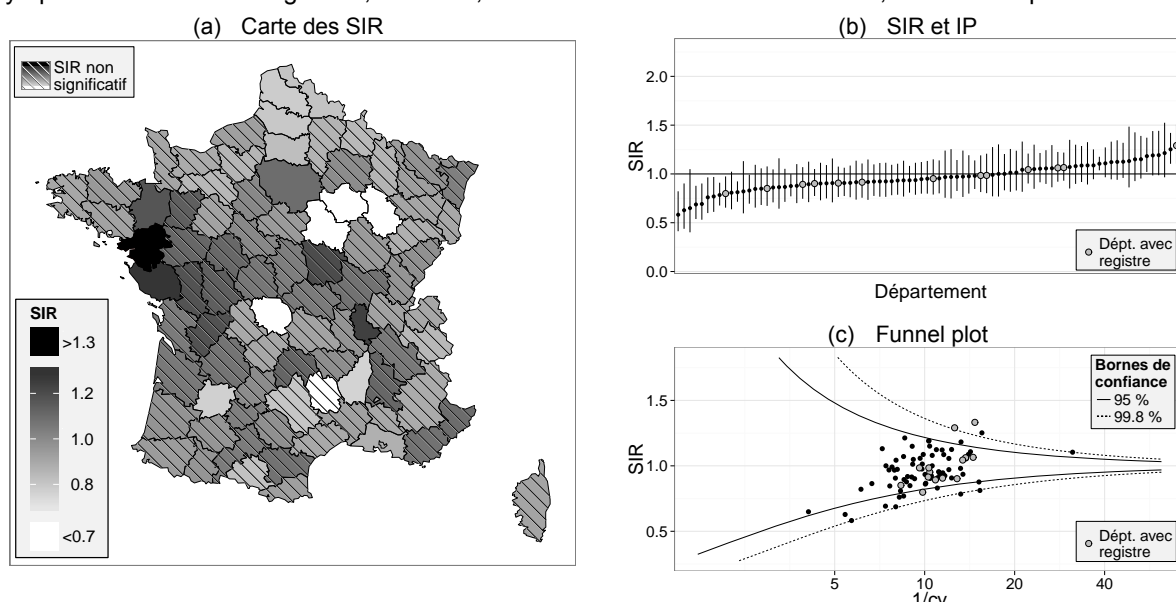 (a) Carte des SIR
SIR non
significatif
SIR
>1.3
1.2
1.0
0.8
<0.7
(b) SIR et IP
SIR
2.0
1.5
1.0
0.5
0.0
Dépt. avec
registre
Département
(c) Funnel plot
SIR
1.5
1.0
0.5
Bornes de
confiance
95 %
99.8 %
Dépt. avec
registre
5
10
20
40
1/cv